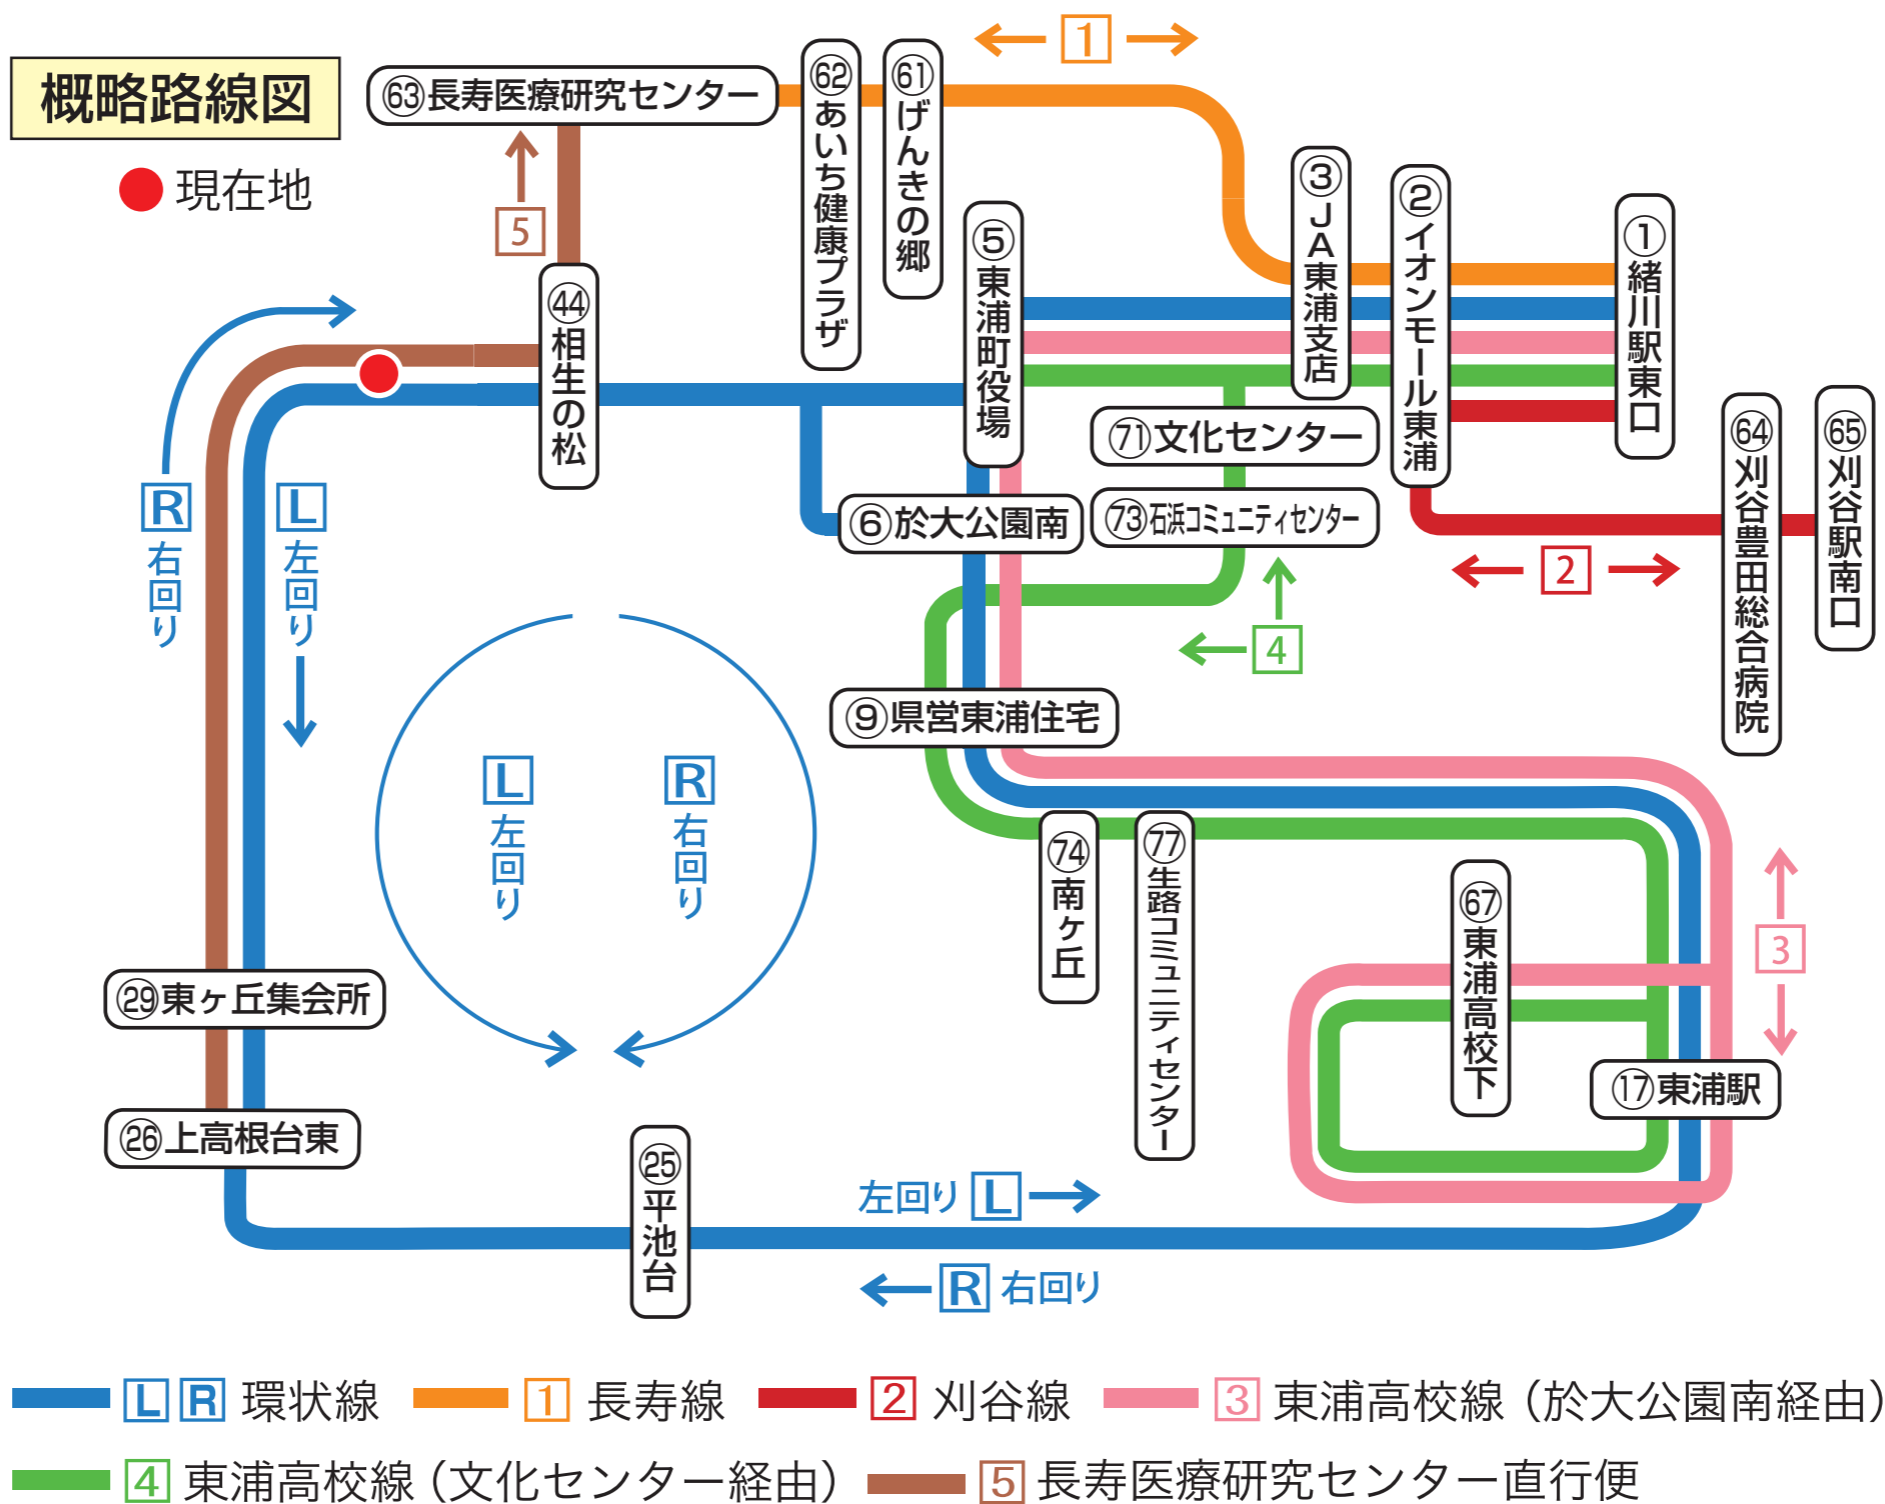 概略路線図
現在地
1
㊽長寿医療研究センター
㊷あいち健康プラザ
㊶げんきの郷
5
③JA東浦支店
②イオンモール東浦
①緒川駅東口
⑤東浦町役場
㊹相生の松
71文化センター
73石浜コミュニティセンター
⑥於大公園南
64刈谷豊田総合病院
65刈谷駅南口
2
R
右回り
L
左回り
4
⑨県営東浦住宅
L
左回り
R
右回り
74南ヶ丘
77生路コミュニティセンター
67東浦高校下
3
㉙東ヶ丘集会所
⑰東浦駅
㉖上高根台東
㉕平池台
左回り L
R 右回り
L R 環状線 1 長寿線 2 刈谷線 3 東浦高校線（於大公園南経由）
4 東浦高校線（文化センター経由） 5 長寿医療研究センター直行便